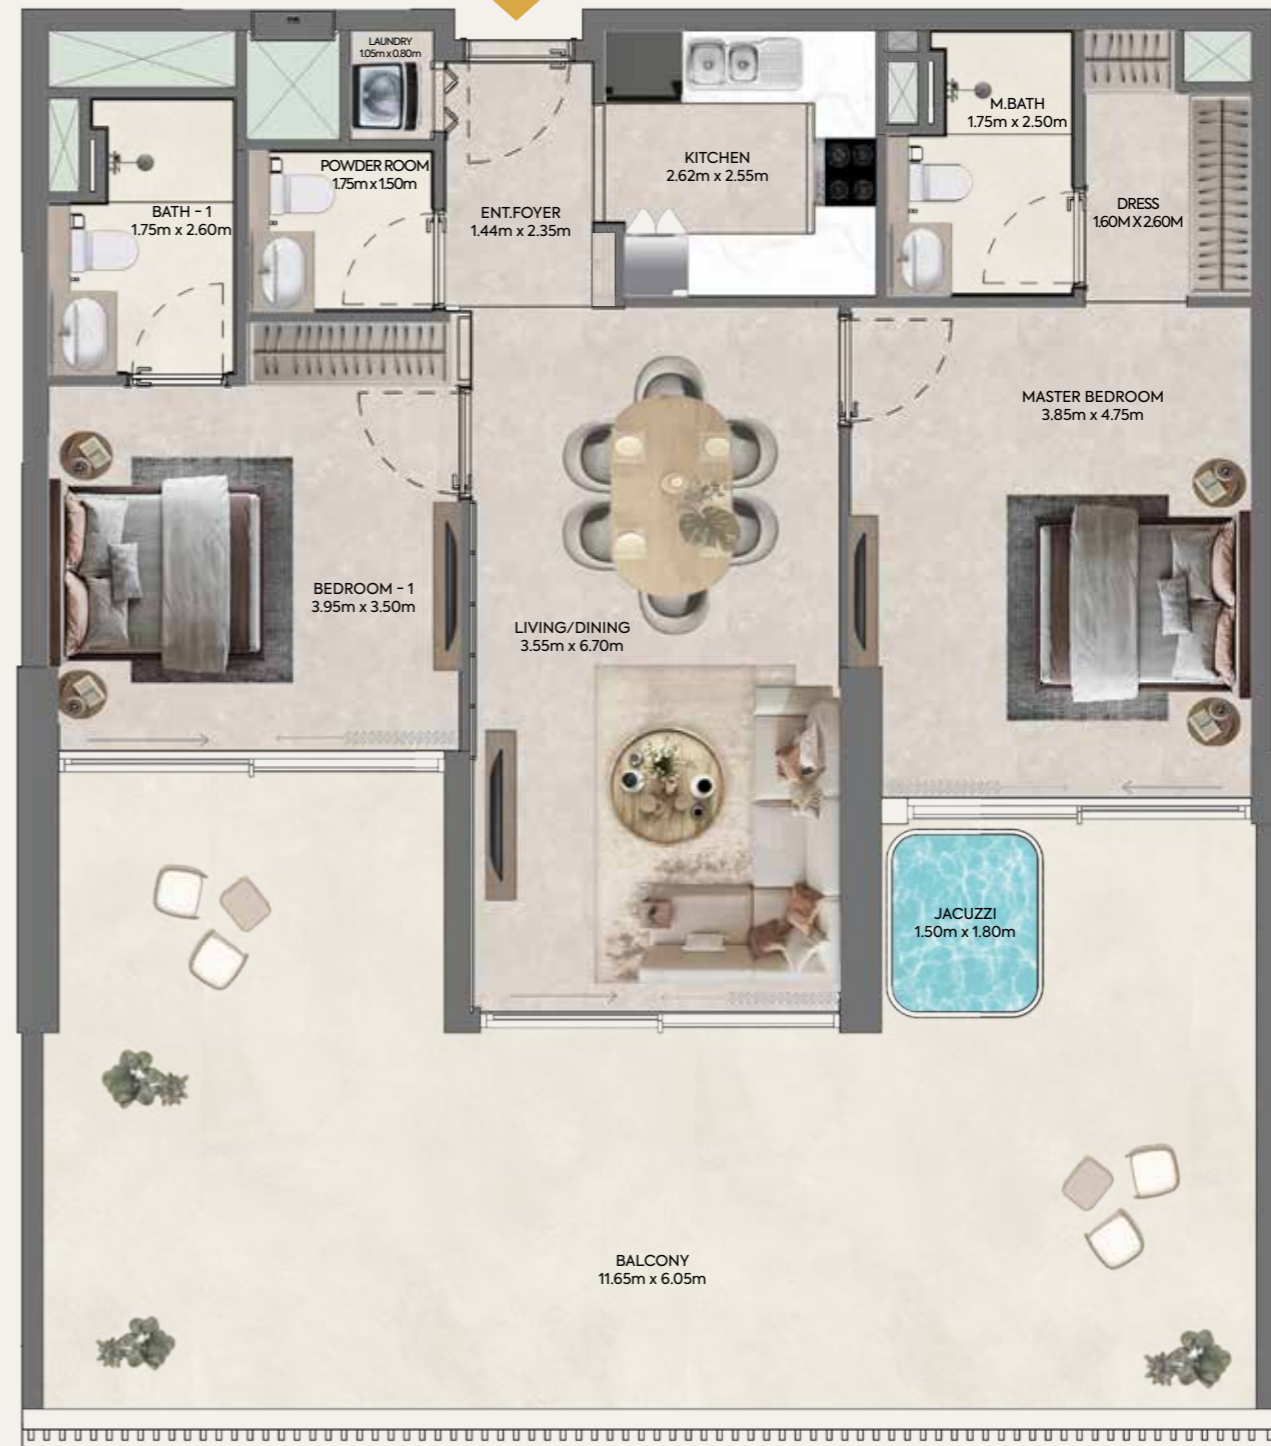 LAUNDRY
1.05m x 0.80m
M.BATH
1.75m x 2.50m
KITCHEN
2.62m x 2.55m
POWDER ROOM
1.75m x 1.50m
DRESS
1.60M X 2.60M
BATH - 1
1.75m x 2.60m
ENT.FOYER
1.44m x 2.35m
MASTER BEDROOM
3.85m x 4.75m
BEDROOM - 1
3.95m x 3.50m
LIVING/DINING
3.55m x 6.70m
JACUZZI
1.50m x 1.80m
BALCONY
11.65m x 6.05m